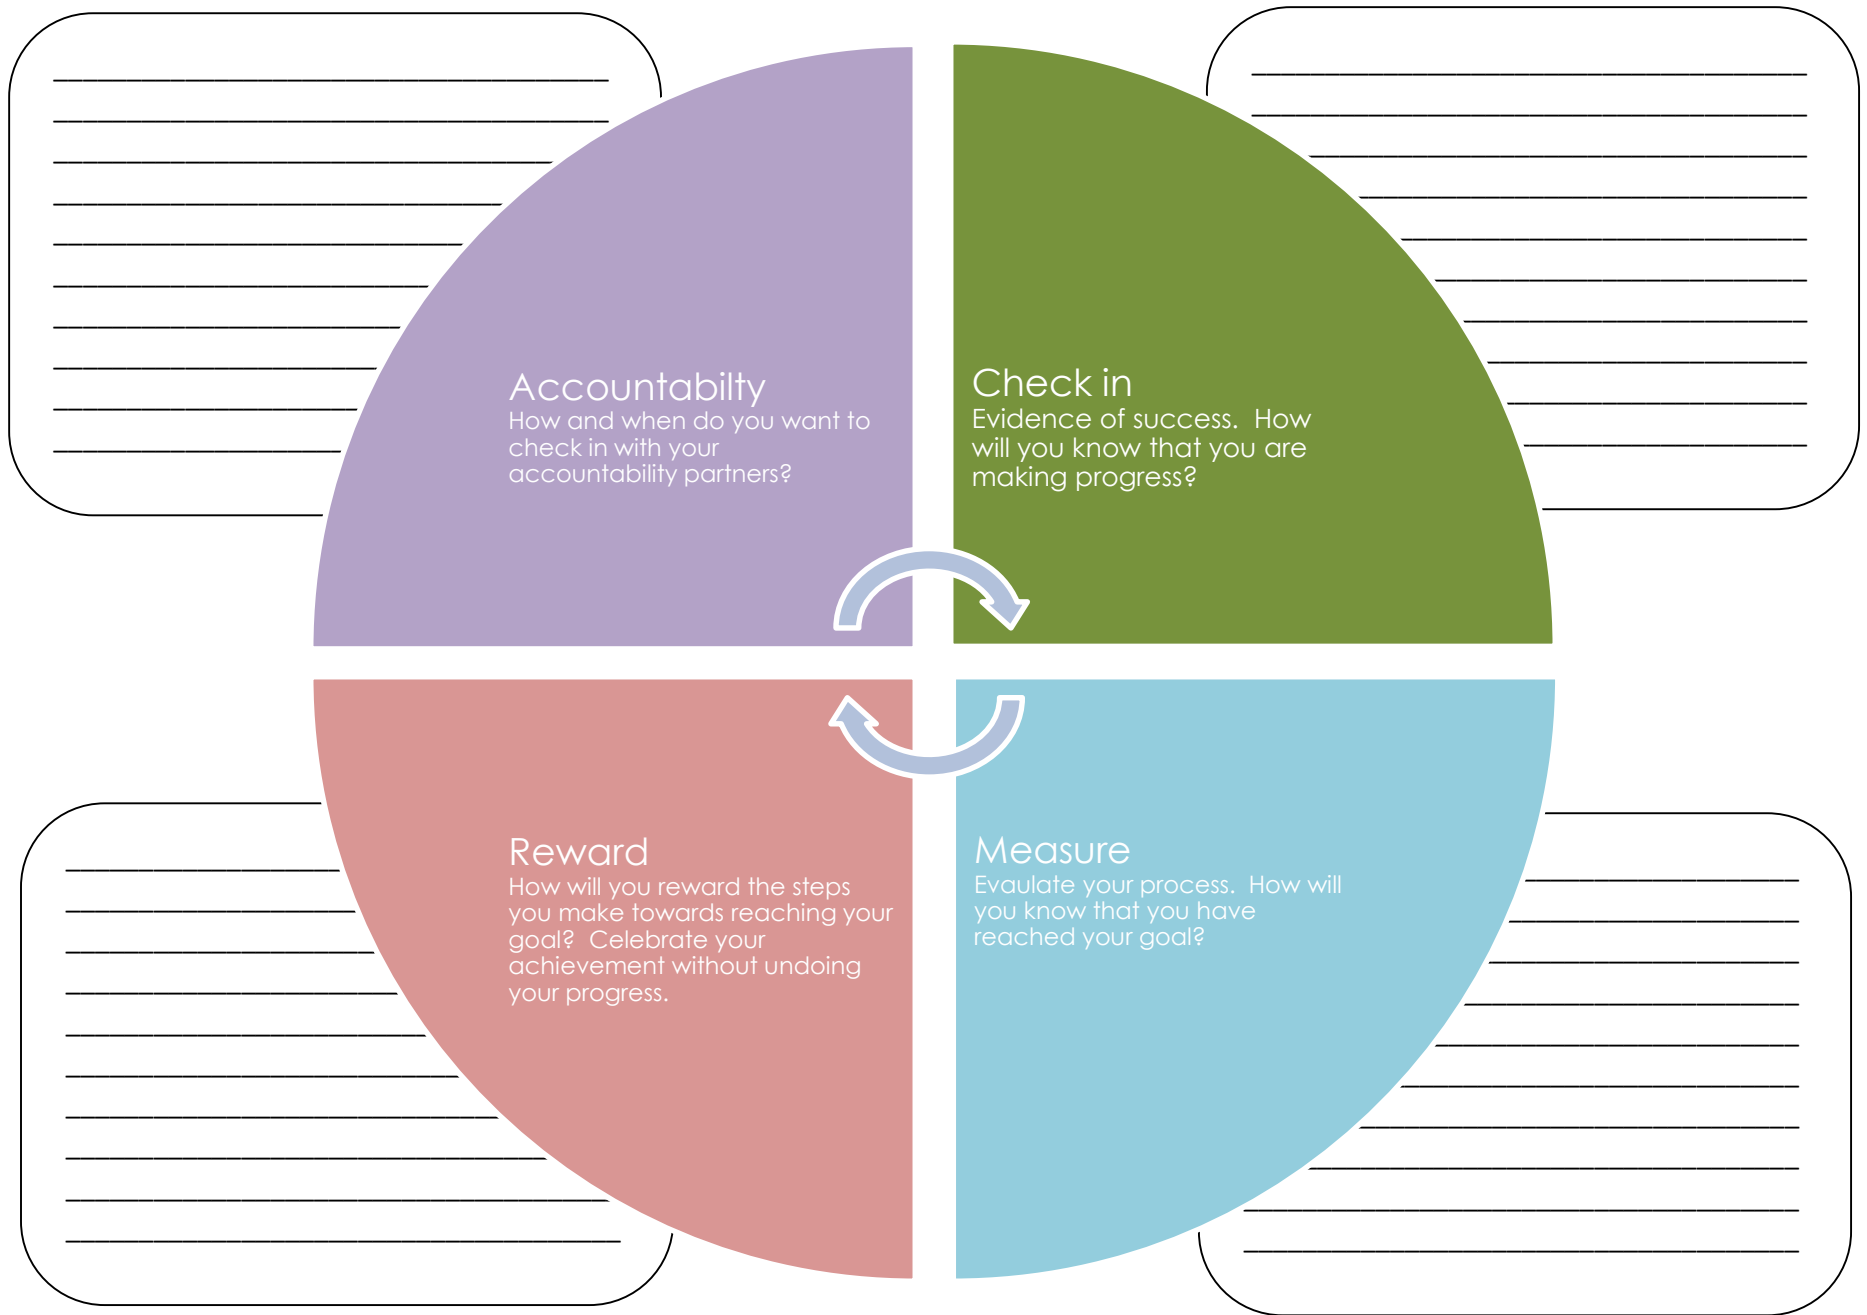 Accountabilty
How and when do you want to
check in with your
accountability partners?
Check in
Evidence of success.  How
will you know that you are
making progress?
Reward
How will you reward the steps
you make towards reaching your
goal?  Celebrate your
achievement without undoing
your progress.
Measure
Evaulate your process.  How will
you know that you have
reached your goal?